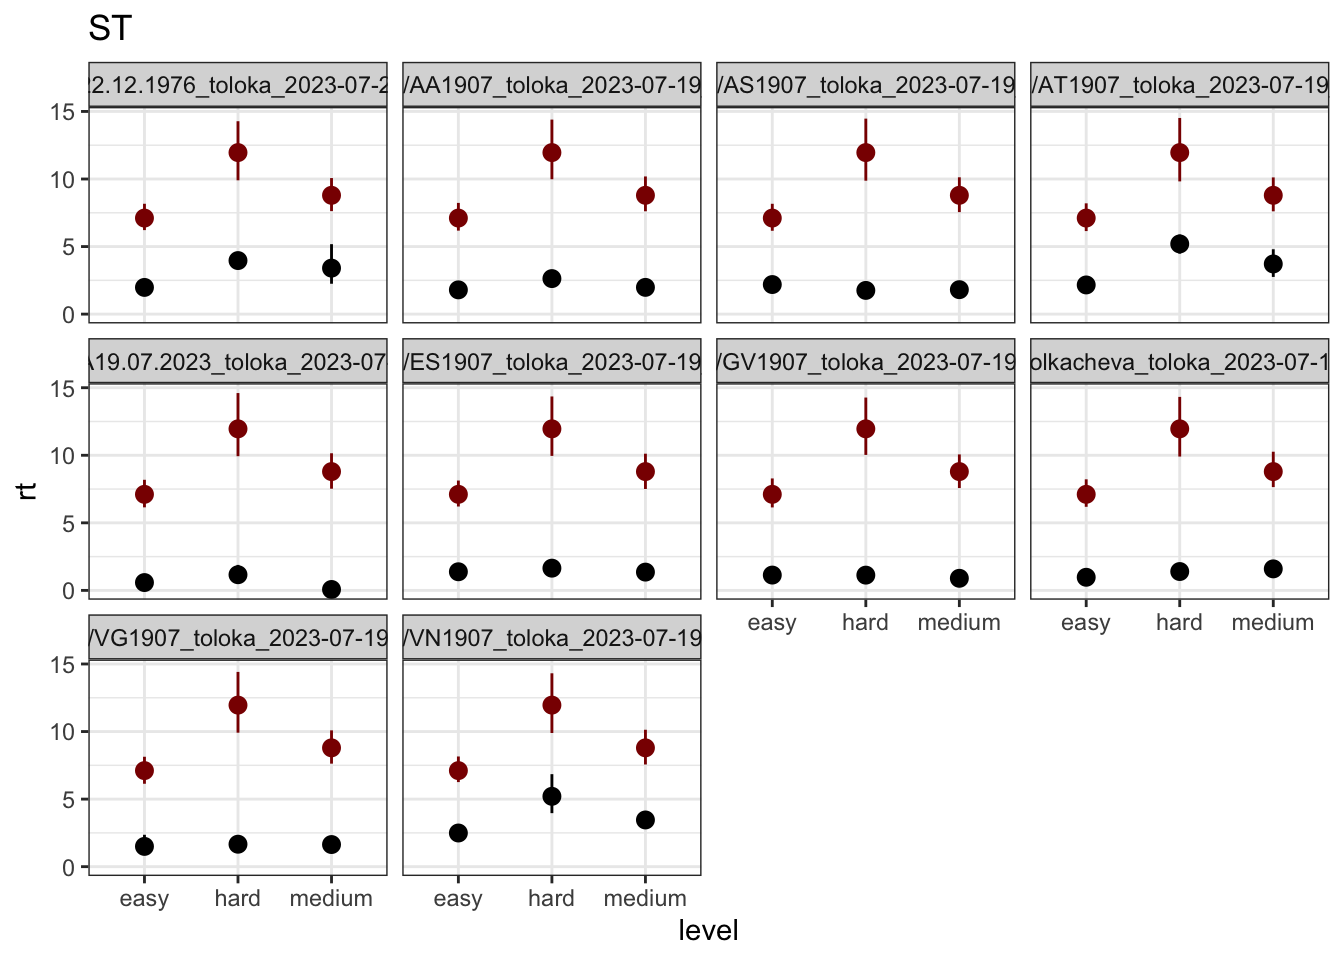 ST
22.12.1976_toloka_2023-07-2
/AA1907_toloka_2023-07-19
/AS1907_toloka_2023-07-19
/AT1907_toloka_2023-07-19
15
10
5
0
A19.07.2023_toloka_2023-07
/ES1907_toloka_2023-07-19
/GV1907_toloka_2023-07-19
olkacheva_toloka_2023-07-1
15
10
5
0
rt
easy hard medium
easy hard medium
/VG1907_toloka_2023-07-19
/VN1907_toloka_2023-07-19
15
10
5
0
easy hard medium
easy hard medium
level